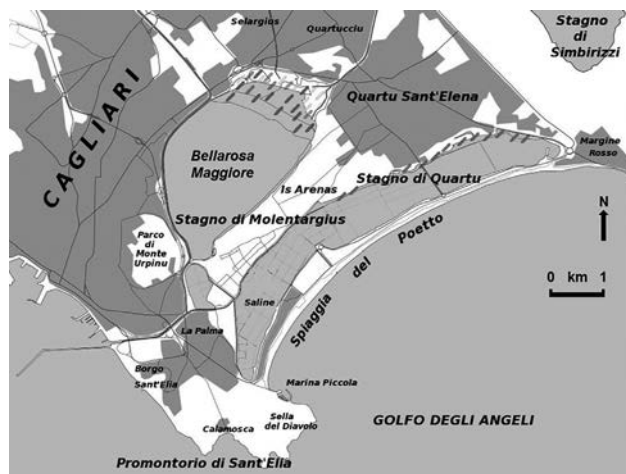 Selargius
Quartucciu
Stagno
di
Simbirizzi
CAGLIARI
Quartu Sant'Elena
Margine
Rosso
Bellarosa
Maggiore
Is Arenas
Stagno di Quartu
Stagno di Molentargius
Parco
di
Monte
Urpinu
N
0 km 1
Spiaggia del Poetto
Saline
La Palma
Borgo
Sant'Elia
Marina Piccola
Calamosca
Sella
del Diavolo
GOLFO DEGLI ANGELI
Promontorio di Sant'Elia